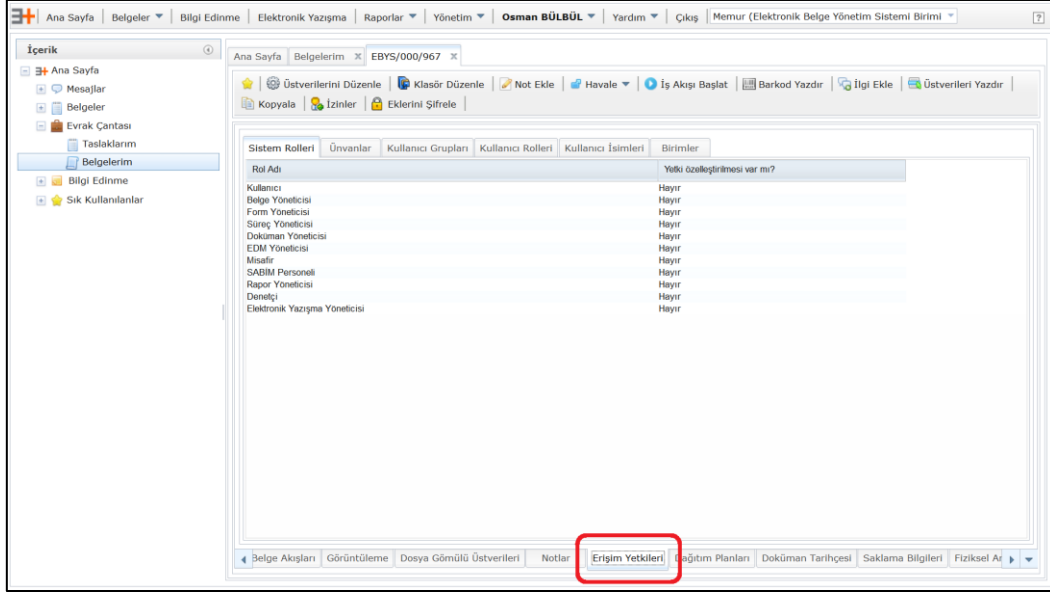 Ana Sayfa Belgeler Bilgi Edinme Elektronik Yazışma Raporlar Yönetim Osman BÜLBÜL Yardım Çıkış Memur (Elektronik Belge Yönetim Sistemi Birimi ?
İçerik
Ana Sayfa
Mesajlar
Belgeler
Evrak Çantası
Taslaklarım
Belgelerim
Bilgi Edinme
Sık Kullanılanlar
Ana Sayfa Belgelerim x EBYS/000/967 x
Üstverilerini Düzenle Klasör Düzenle Not Ekle Havale İş Akışı Başlat Barkod Yazdır İlgi Ekle Üstverileri Yazdır
Kopyala İzinler Eklerini Şifrele
Sistem Rolleri Ünvanlar Kullanıcı Grupları Kullanıcı Rolleri Kullanıcı İsimleri Birimler
Rol Adı Yetki özelleştirilmesi var mı?
Kullanıcı Hayır
Belge Yöneticisi Hayır
Form Yöneticisi Hayır
Süreç Yöneticisi Hayır
Doküman Yöneticisi Hayır
EDM Yöneticisi Hayır
Misafir Hayır
SABİM Personeli Hayır
Rapor Yöneticisi Hayır
Denetçi Hayır
Elektronik Yazışma Yöneticisi Hayır
Belge Akışları Görüntüleme Dosya Gömülü Üstverileri Notlar Erişim Yetkileri Dağıtım Planları Doküman Tarihçesi Saklama Bilgileri Fiziksel